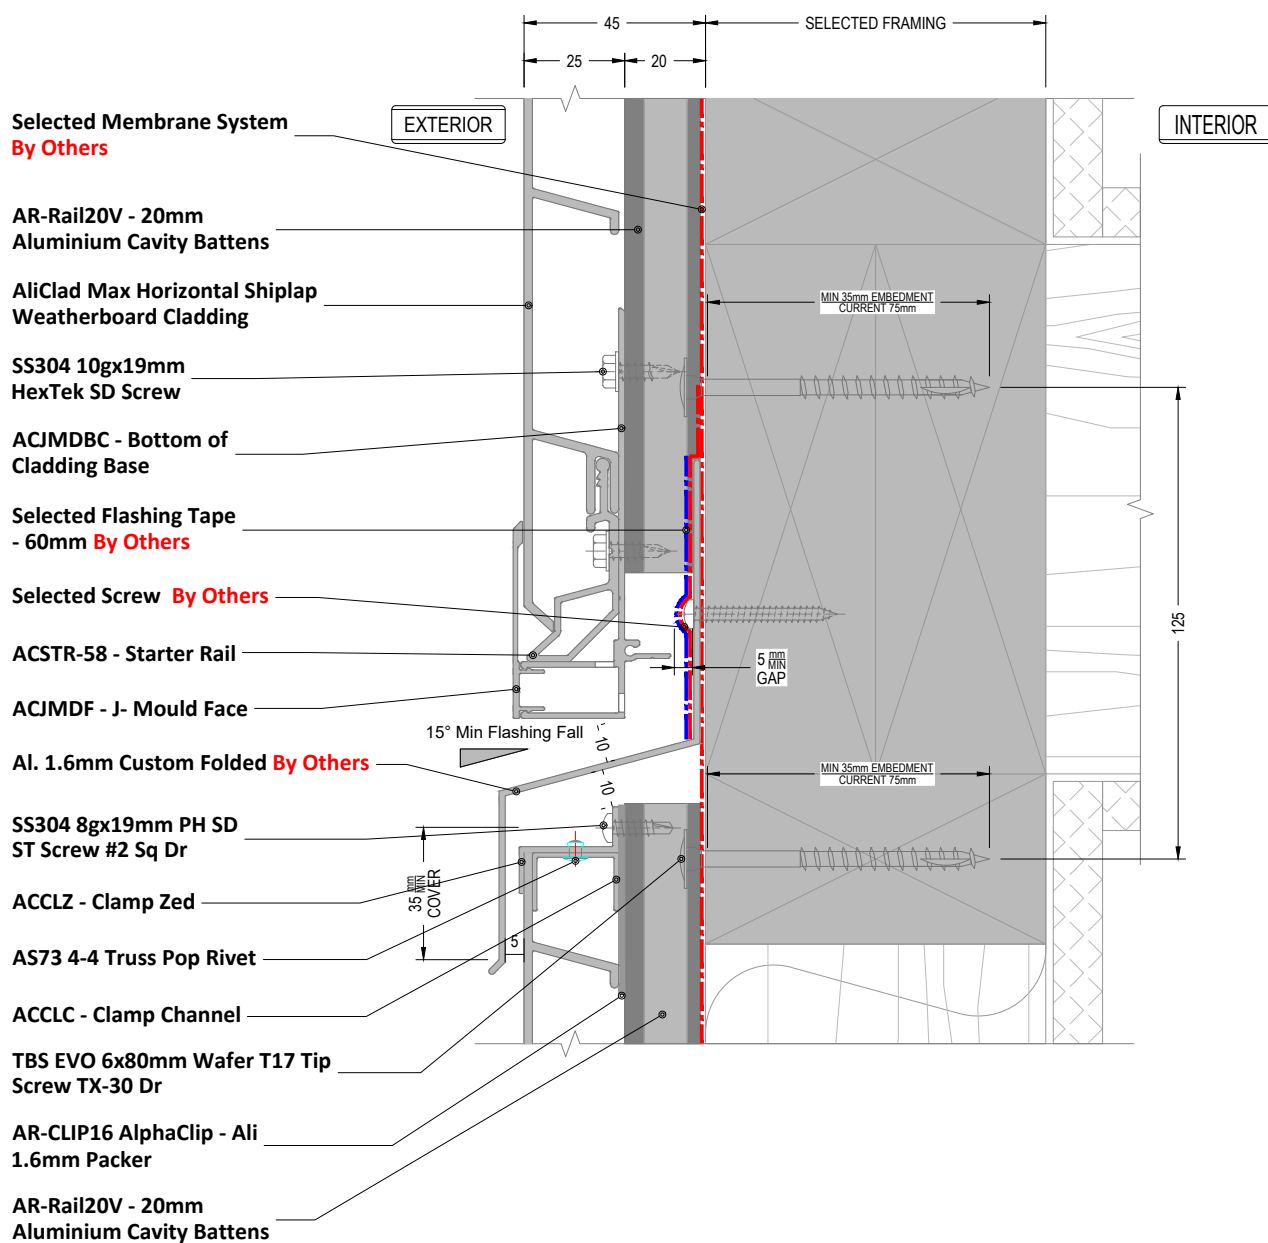 45
SELECTED FRAMING
25
20
EXTERIOR
INTERIOR
Selected Membrane System
By Others
AR-Rail20V - 20mm
Aluminium Cavity Battens
AliClad Max Horizontal Shiplap
Weatherboard Cladding
MIN 35mm EMBEDMENT
CURRENT 75mm
SS304 10gx19mm
HexTek SD Screw
ACJMDBC - Bottom of
Cladding Base
Selected Flashing Tape
- 60mm By Others
Selected Screw By Others
125
ACSTR-58 - Starter Rail
5 mm MIN
GAP
ACJMDF - J- Mould Face
15° Min Flashing Fall
10
10
Al. 1.6mm Custom Folded By Others
MIN 35mm EMBEDMENT
CURRENT 75mm
SS304 8gx19mm PH SD
ST Screw #2 Sq Dr
35 mm MIN
COVER
ACCLZ - Clamp Zed
5
AS73 4-4 Truss Pop Rivet
ACCLC - Clamp Channel
TBS EVO 6x80mm Wafer T17 Tip
Screw TX-30 Dr
AR-CLIP16 AlphaClip - Ali
1.6mm Packer
AR-Rail20V - 20mm
Aluminium Cavity Battens